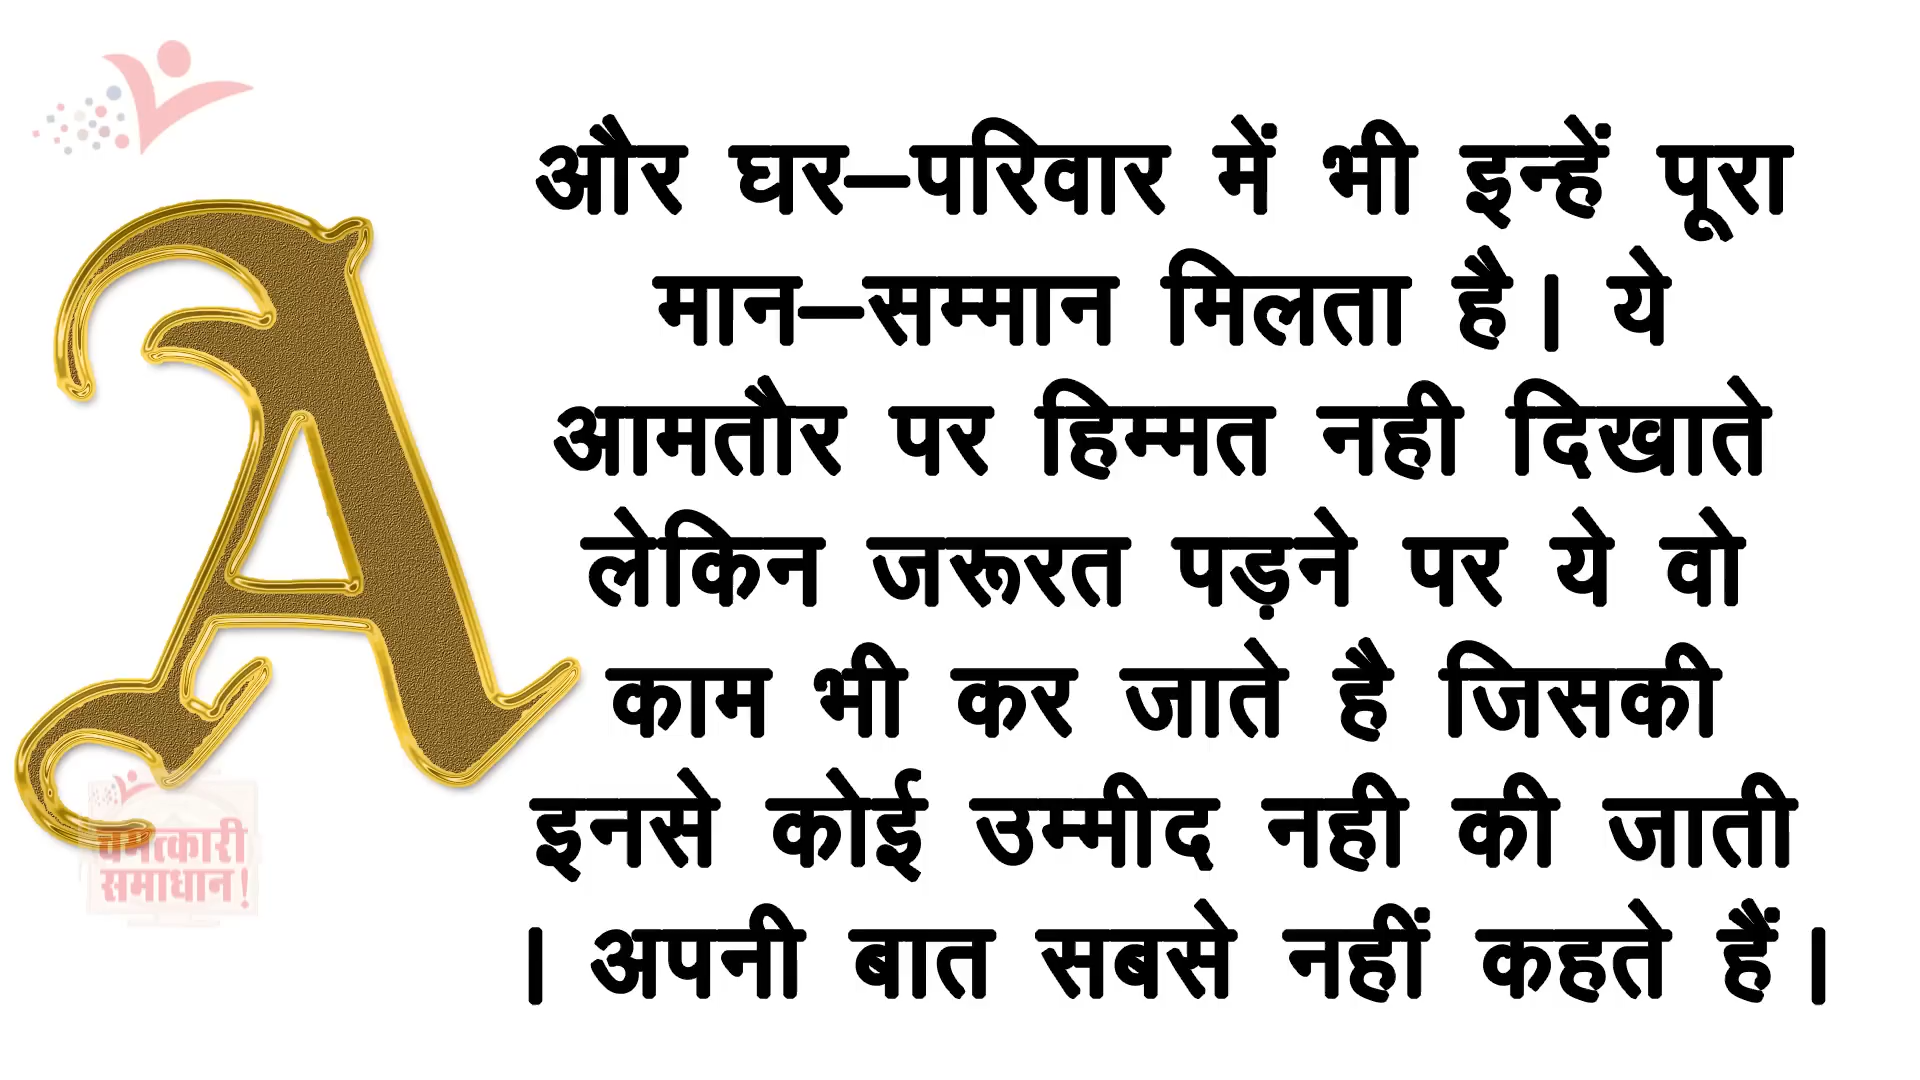 A
और घर–परिवार में भी इन्हें पूरा
मान–सम्मान मिलता है। ये
आमतौर पर हिम्मत नही दिखाते
लेकिन जरूरत पड़ने पर ये वो
काम भी कर जाते है जिसकी
इनसे कोई उम्मीद नही की जाती
। अपनी बात सबसे नहीं कहते हैं।
चमत्कारी
समाधान!